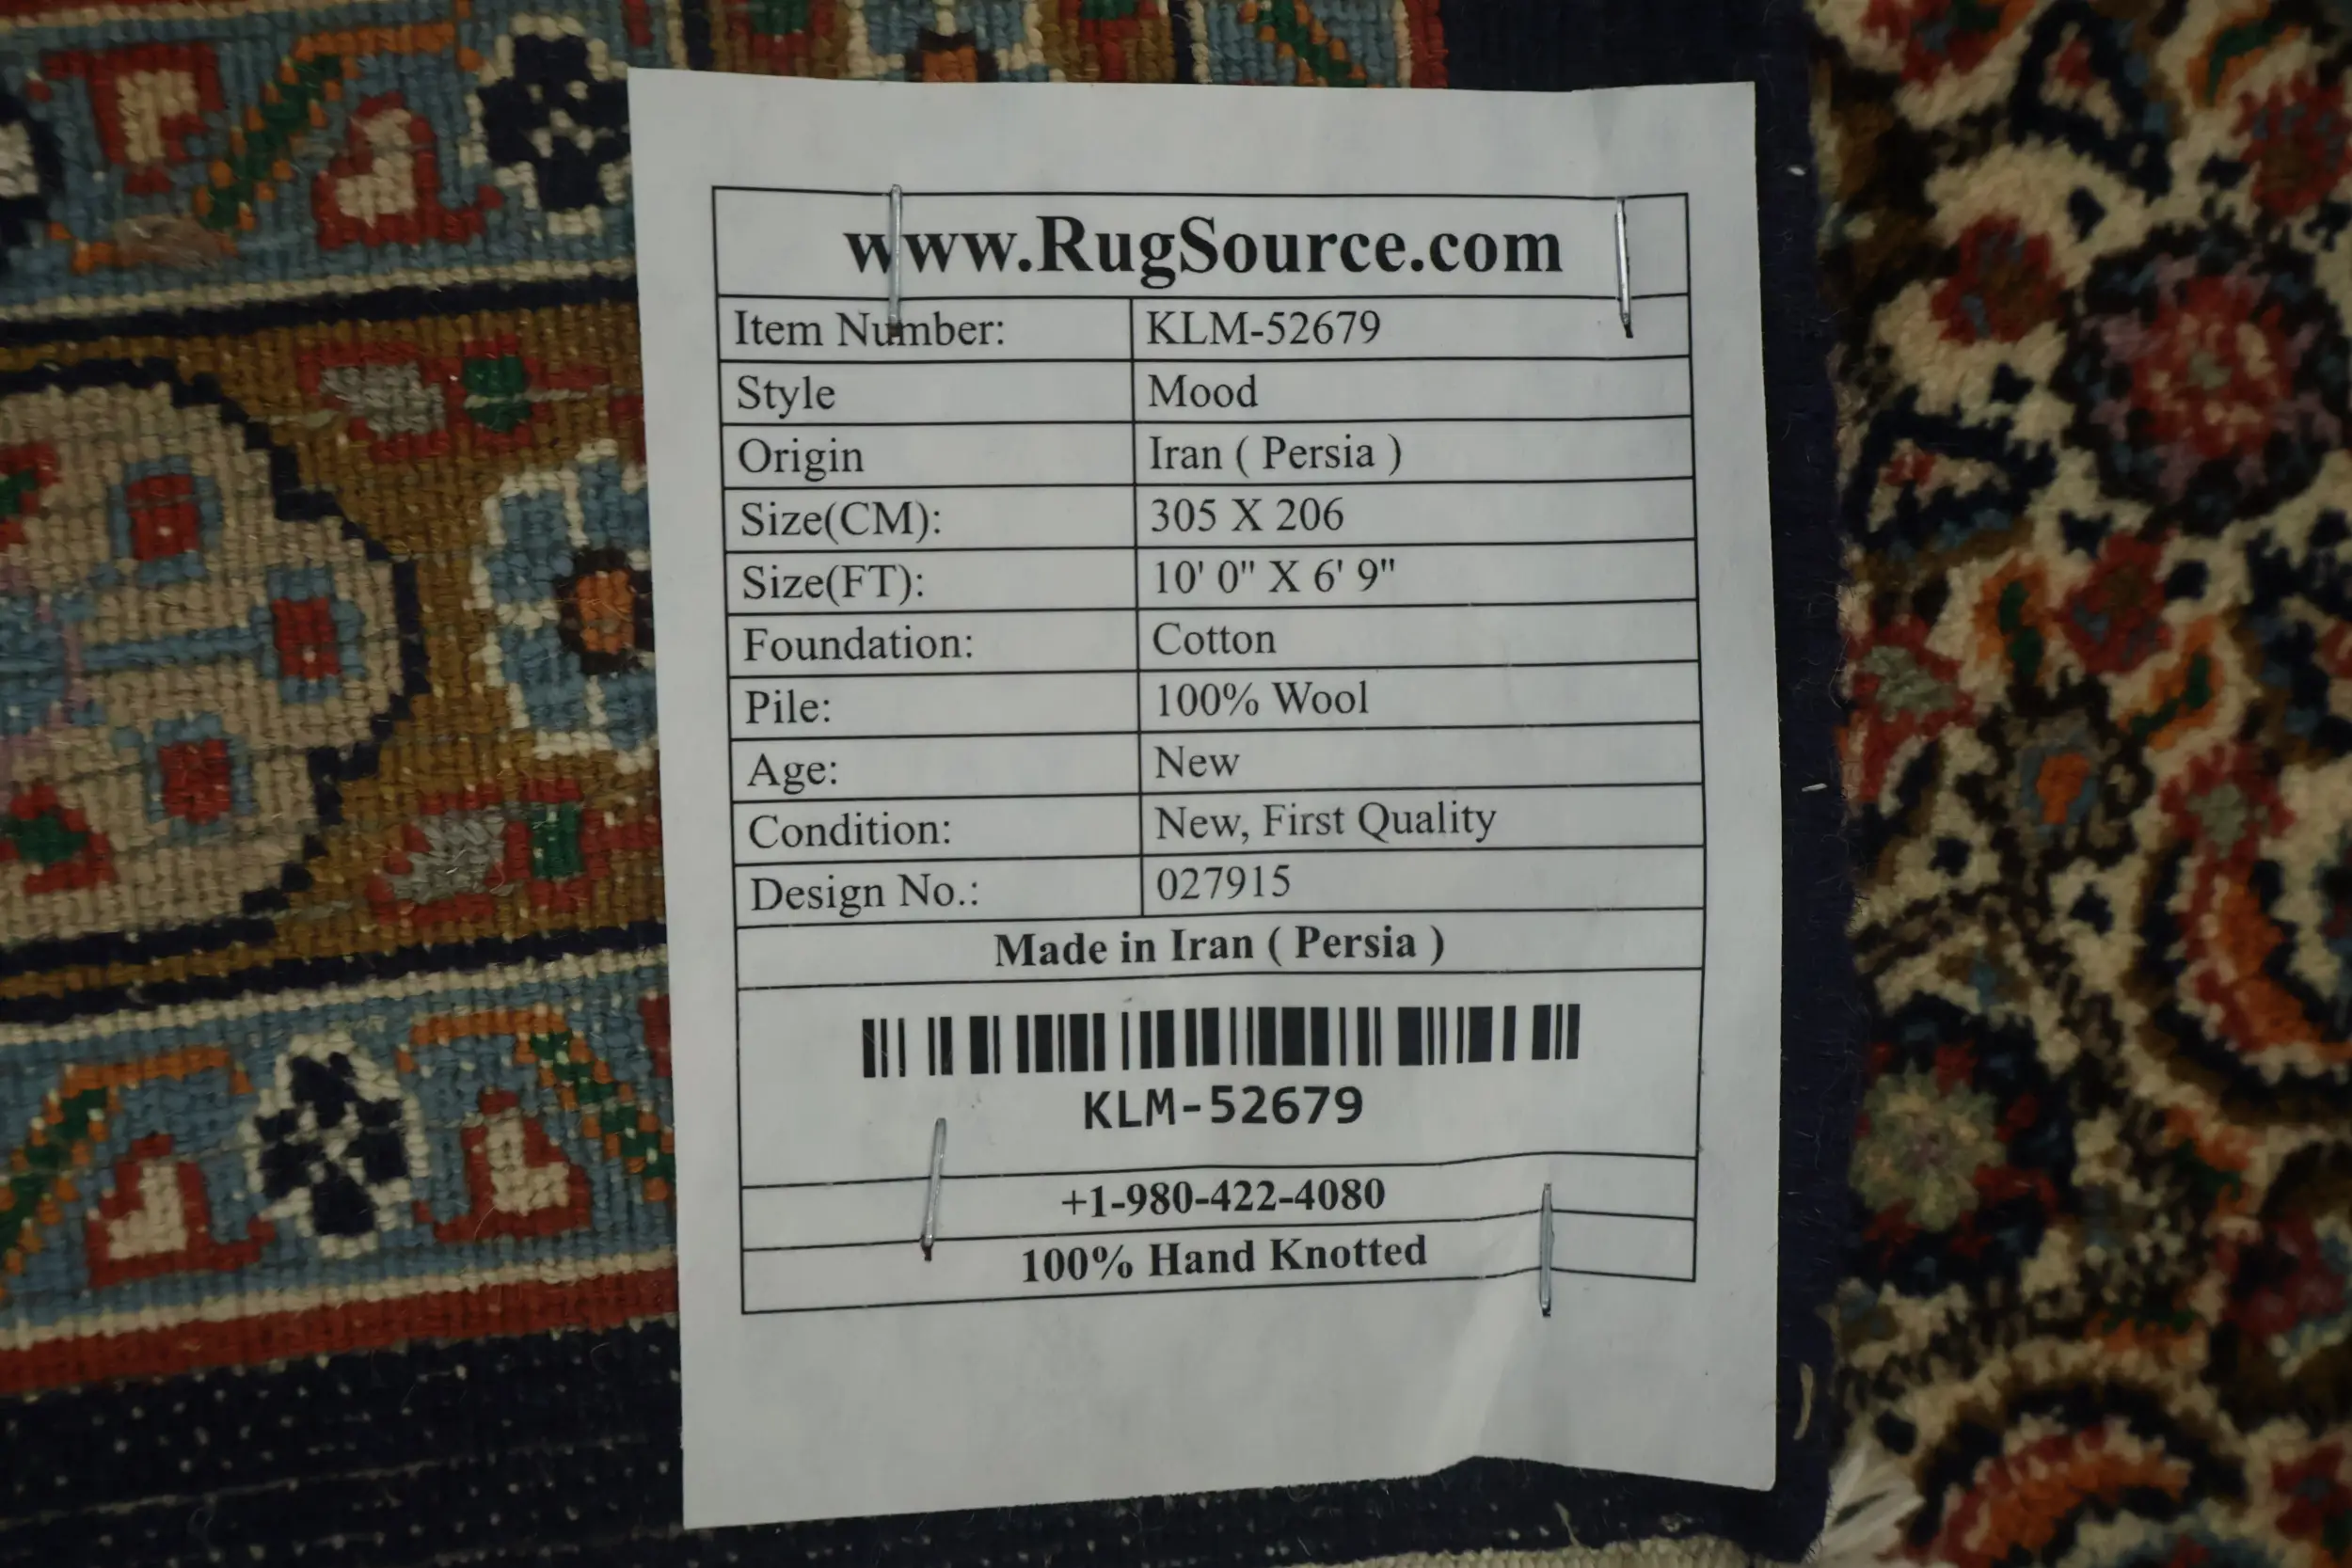 www.RugSource.com
Item Number: KLM-52679
Style Mood
Origin Iran ( Persia )
Size(CM): 305 X 206
Size(FT): 10' 0" X 6' 9"
Foundation: Cotton
Pile: 100% Wool
Age: New
Condition: New, First Quality
Design No.: 027915
Made in Iran ( Persia )
KLM-52679
+1-980-422-4080
100% Hand Knotted